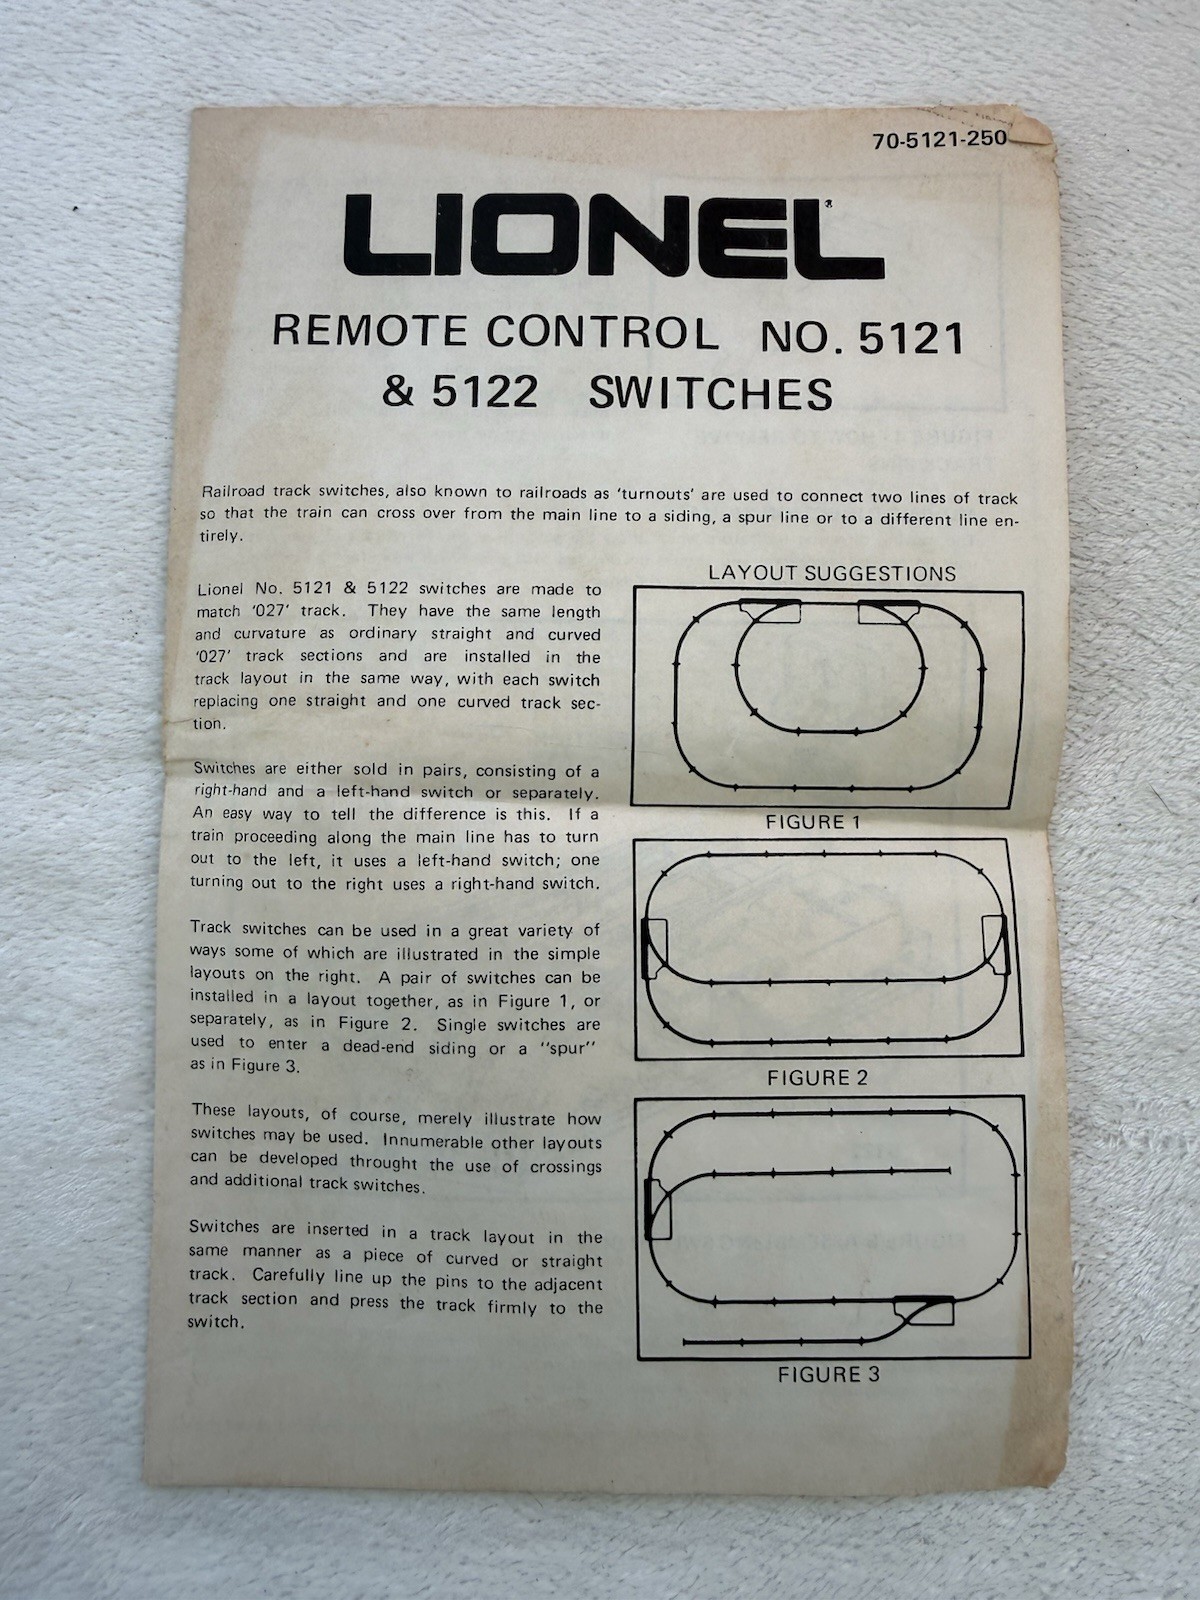 70-5121-250
LIONEL®
REMOTE CONTROL NO. 5121
& 5122 SWITCHES
Railroad track switches, also known to railroads as 'turnouts' are used to connect two lines of track
so that the train can cross over from the main line to a siding, a spur line or to a different line en-
tirely.
Lionel No. 5121 & 5122 switches are made to
match '027' track. They have the same length
and curvature as ordinary straight and curved
'027' track sections and are installed in the
track layout in the same way, with each switch
replacing one straight and one curved track sec-
tion.
Switches are either sold in pairs, consisting of a
right-hand and a left-hand switch or separately.
An easy way to tell the difference is this. If a
train proceeding along the main line has to turn
out to the left, it uses a left-hand switch; one
turning out to the right uses a right-hand switch.
Track switches can be used in a great variety of
ways some of which are illustrated in the simple
layouts on the right. A pair of switches can be
installed in a layout together, as in Figure 1, or
separately, as in Figure 2. Single switches are
used to enter a dead-end siding or a "spur"
as in Figure 3.
These layouts, of course, merely illustrate how
switches may be used. Innumerable other layouts
can be developed throught the use of crossings
and additional track switches.
Switches are inserted in a track layout in the
same manner as a piece of curved or straight
track. Carefully line up the pins to the adjacent
track section and press the track firmly to the
switch.
LAYOUT SUGGESTIONS
FIGURE 1
FIGURE 2
FIGURE 3